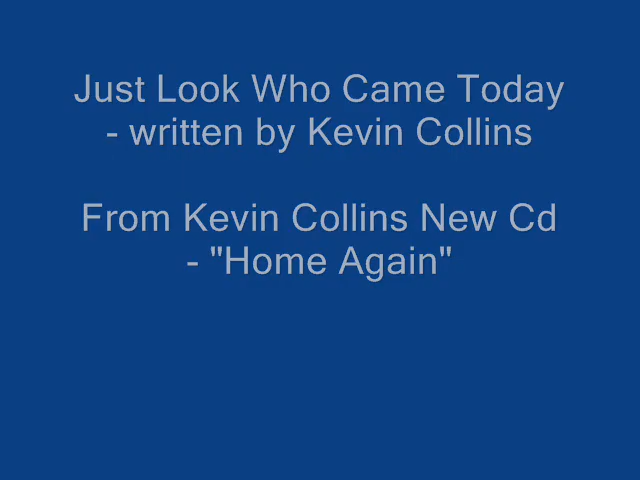 Just Look Who Came Today
- written by Kevin Collins
From Kevin Collins New Cd
- "Home Again"